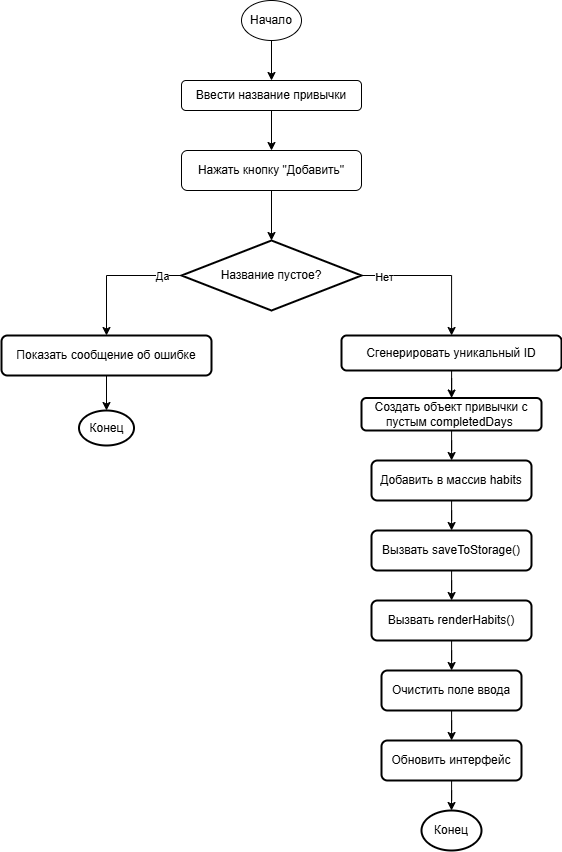 Начало
Ввести название привычки
Нажать кнопку "Добавить"
Название пустое?
Да
Нет
Показать сообщение об ошибке
Конец
Сгенерировать уникальный ID
Создать объект привычки с
пустым completedDays
Добавить в массив habits
Вызвать saveToStorage()
Вызвать renderHabits()
Очистить поле ввода
Обновить интерфейс
Конец